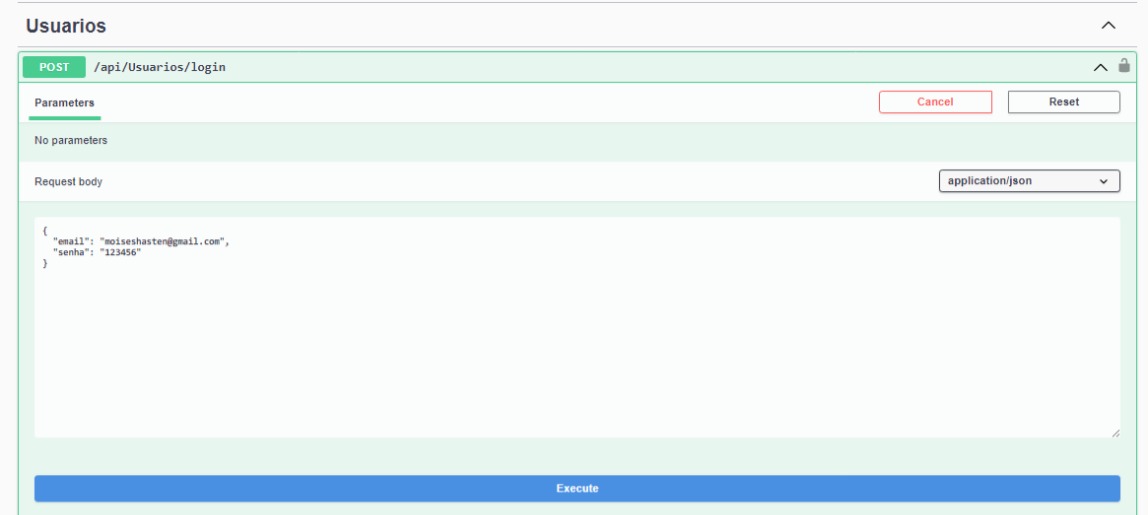 Usuarios
POST /api/Usuarios/login
Parameters
Cancel Reset
No parameters
Request body
application/json
{
"email": "moiseshasten@gmail.com",
"senha": "123456"
}
Execute